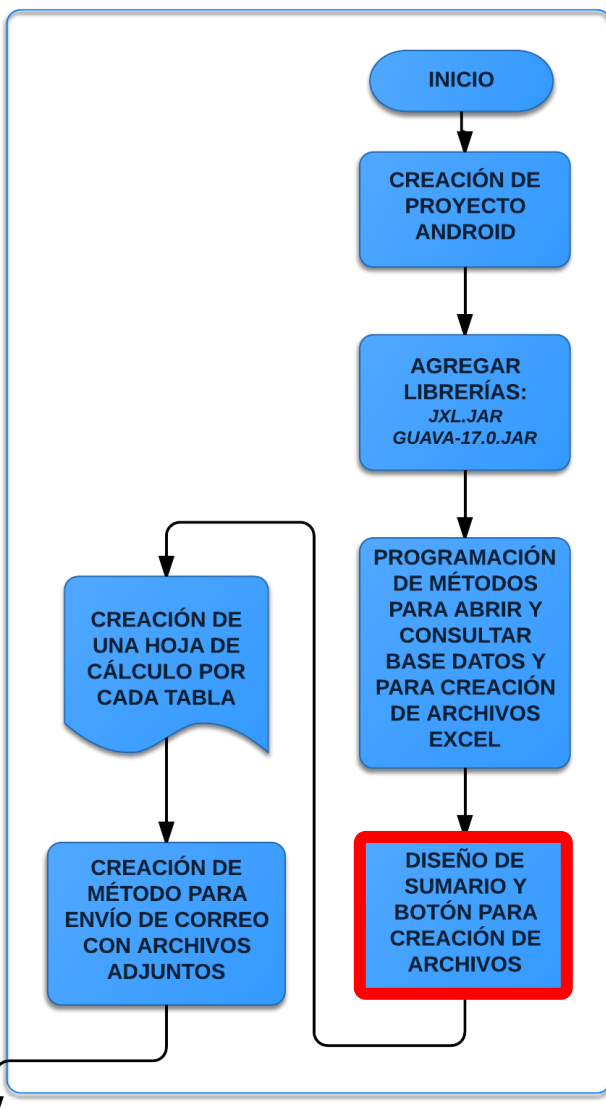 INICIO
CREACIÓN DE
PROYECTO
ANDROID
AGREGAR
LIBRERÍAS:
JXL.JAR
GUAVA-17.0.JAR
PROGRAMACIÓN
DE MÉTODOS
PARA ABRIR Y
CONSULTAR
BASE DATOS Y
PARA CREACIÓN
DE ARCHIVOS
EXCEL
DISEÑO DE
SUMARIO Y
BOTÓN PARA
CREACIÓN DE
ARCHIVOS
CREACIÓN DE
UNA HOJA DE
CÁLCULO POR
CADA TABLA
CREACIÓN DE
MÉTODO PARA
ENVÍO DE CORREO
CON ARCHIVOS
ADJUNTOS